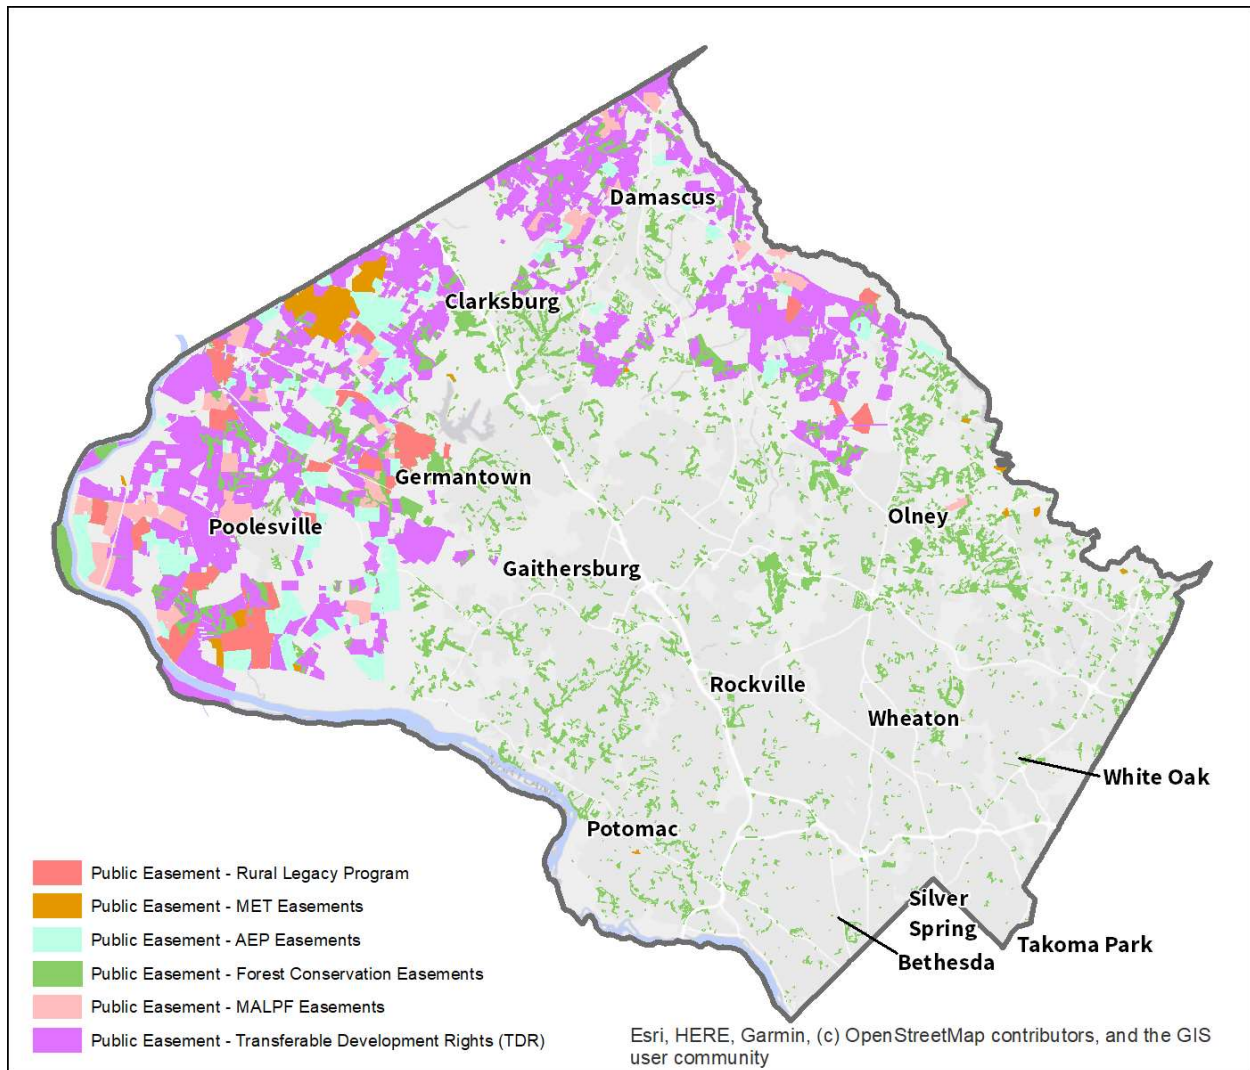 Damascus
Clarksburg
Germantown
Poolesville
Olney
Gaithersburg
Rockville
Wheaton
White Oak
Potomac
Silver
Spring
Takoma Park
Bethesda
Public Easement - Rural Legacy Program
Public Easement - MET Easements
Public Easement - AEP Easements
Public Easement - Forest Conservation Easements
Public Easement - MALPF Easements
Public Easement - Transferable Development Rights (TDR)
Esri, HERE, Garmin, (c) OpenStreetMap contributors, and the GIS
user community